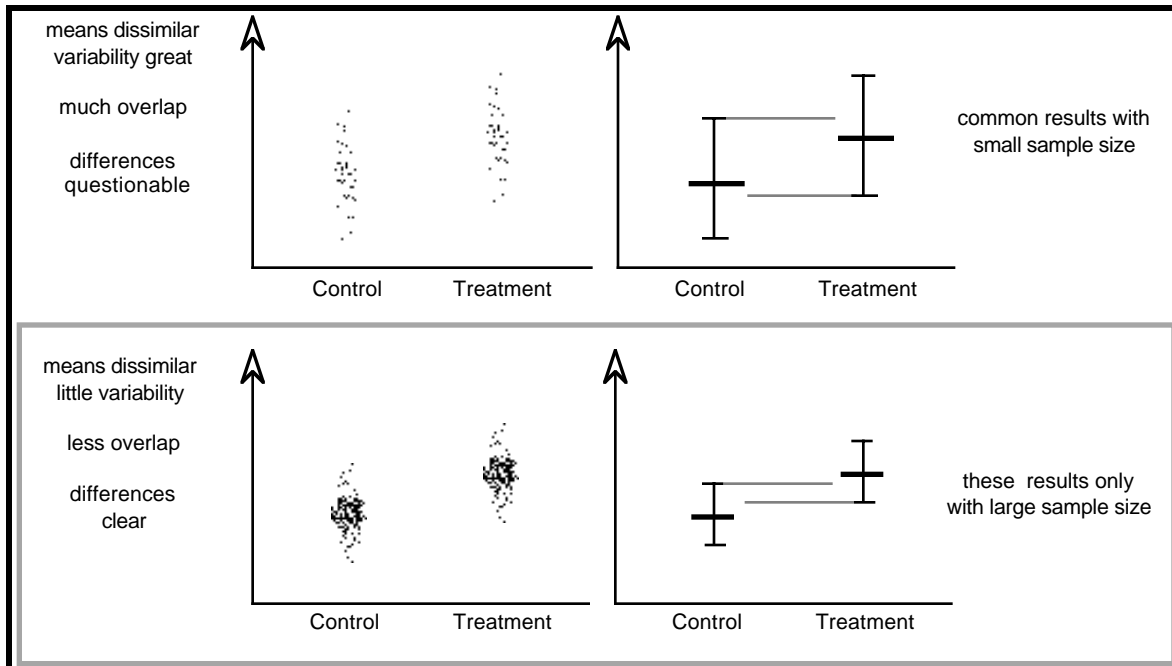 means dissimilar
variability great
much overlap
differences
questionable
Control
Treatment
Control
Treatment
common results with
small sample size
means dissimilar
little variability
less overlap
differences
clear
Control
Treatment
Control
Treatment
these results only
with large sample size